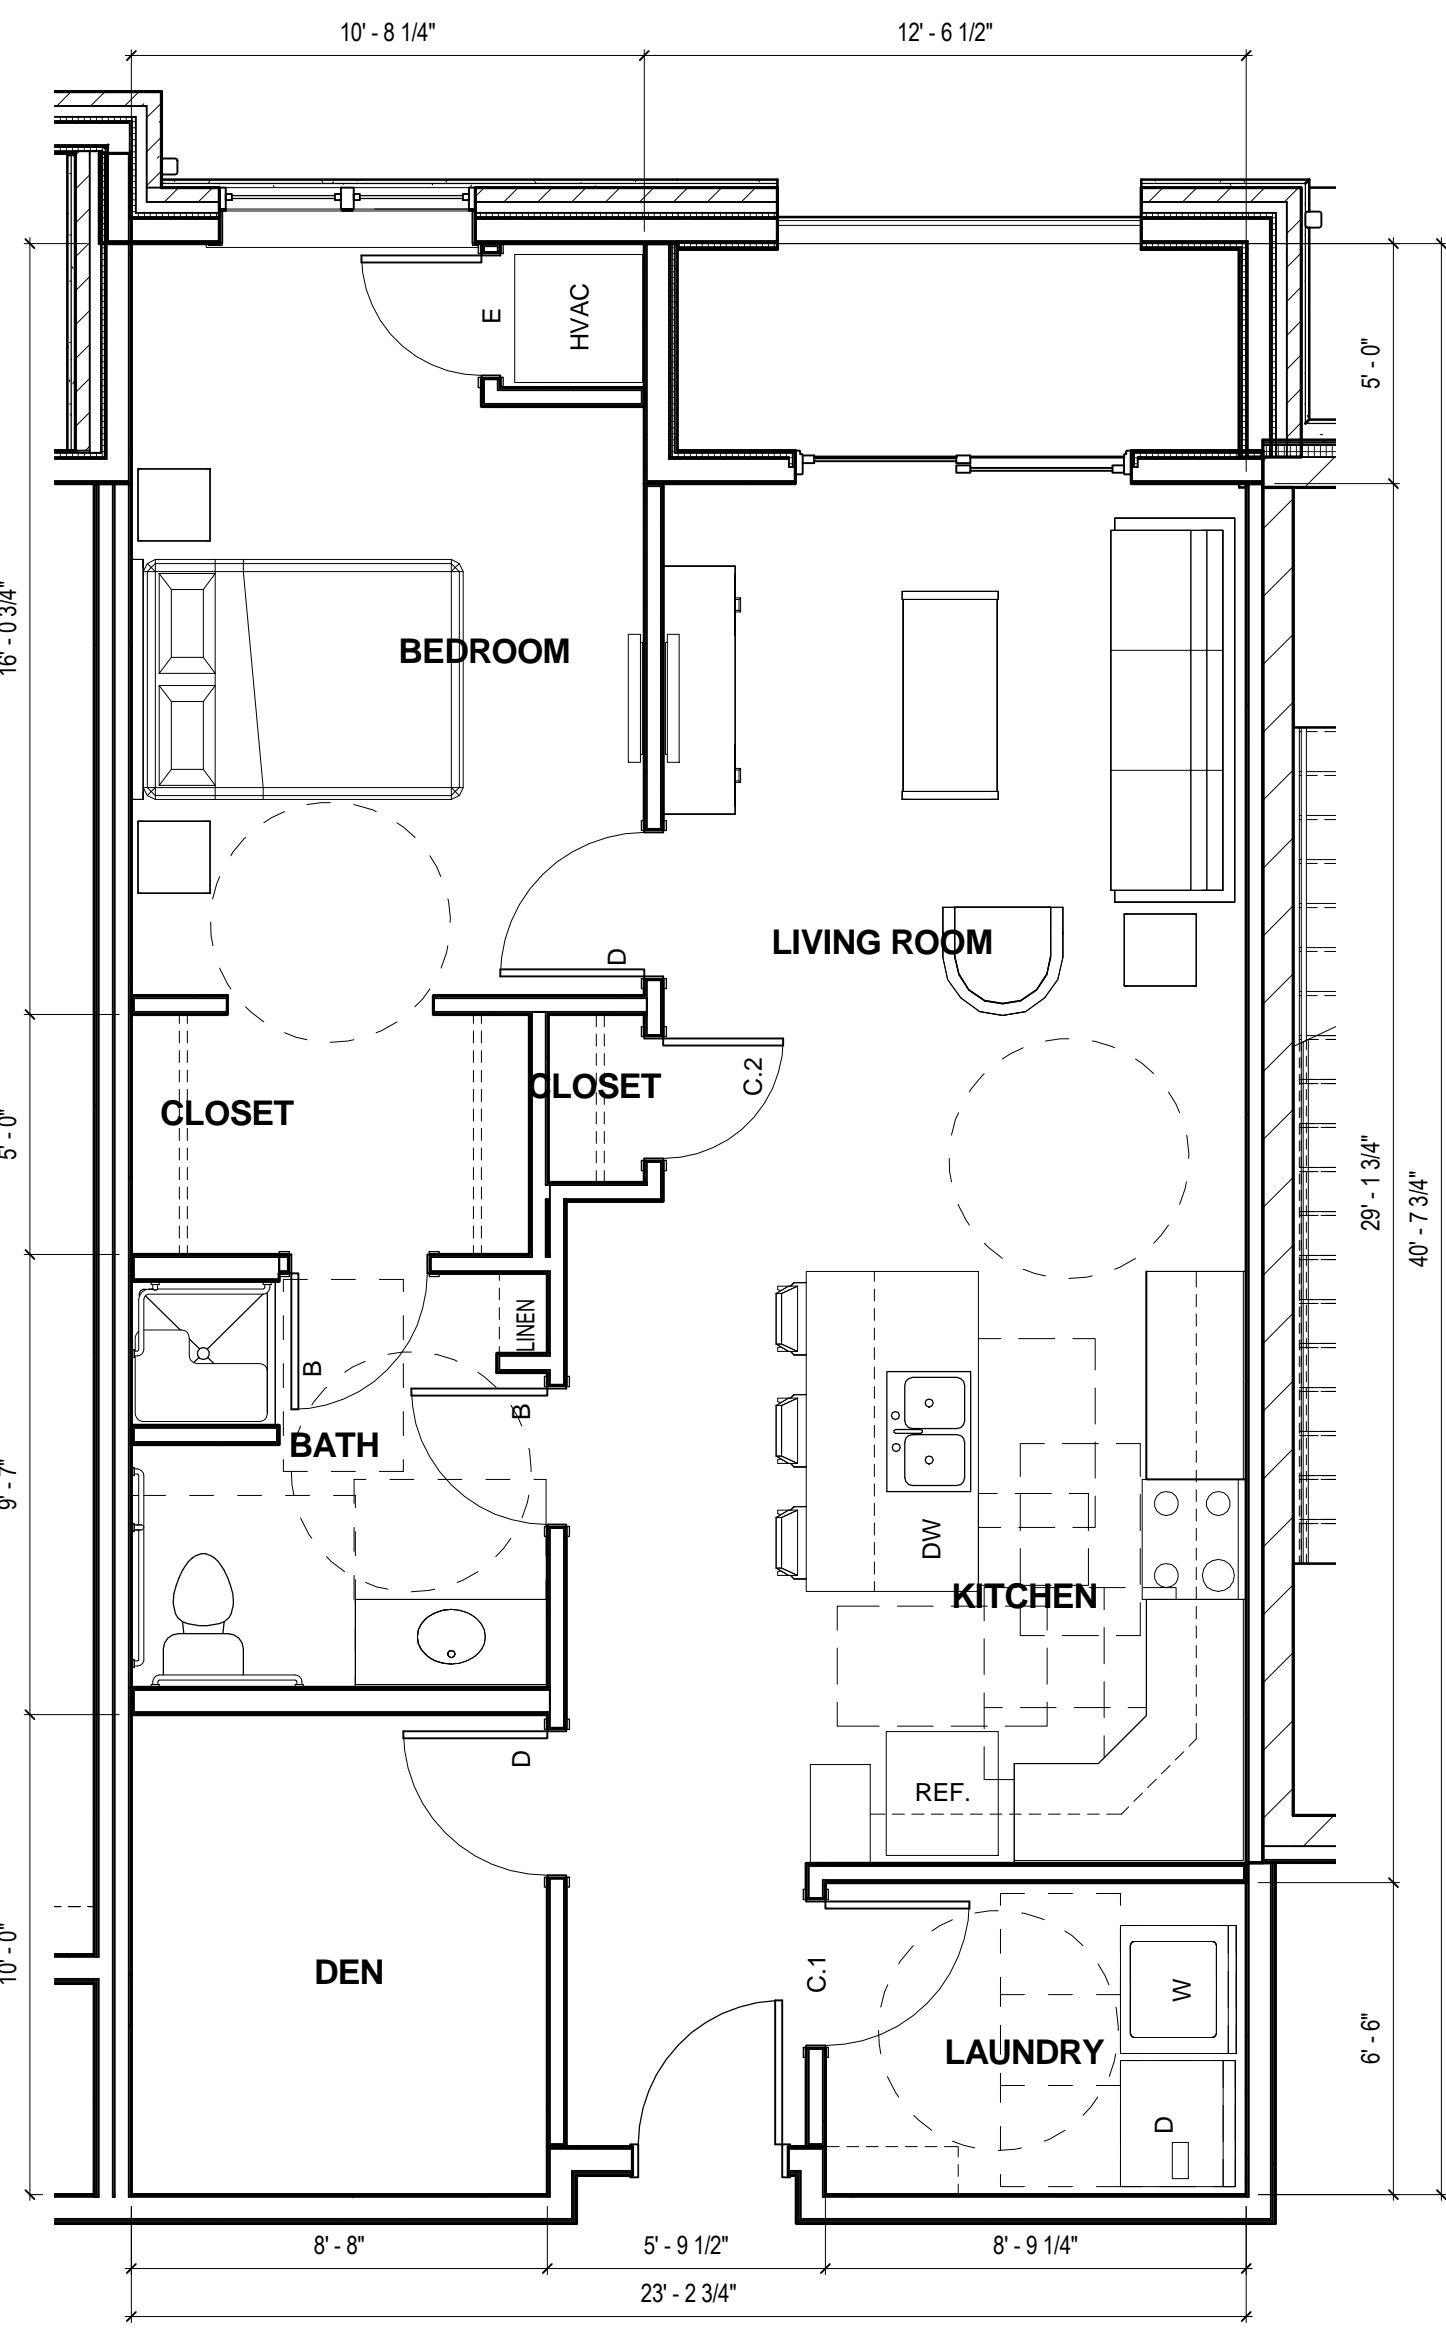 10' - 8 1/4"
12' - 6 1/2"
E
HVAC
5' - 0"
16' - 0 3/4"
BEDROOM
LIVING ROOM
D
C.2
CLOSET
CLOSET
5' - 0"
29' - 1 3/4"
40' - 7 3/4"
LINEN
B
B
BATH
9' - 7"
DW
KITCHEN
D
REF.
10' - 0"
DEN
C.1
W
LAUNDRY
6' - 6"
D
8' - 8"
5' - 9 1/2"
8' - 9 1/4"
23' - 2 3/4"